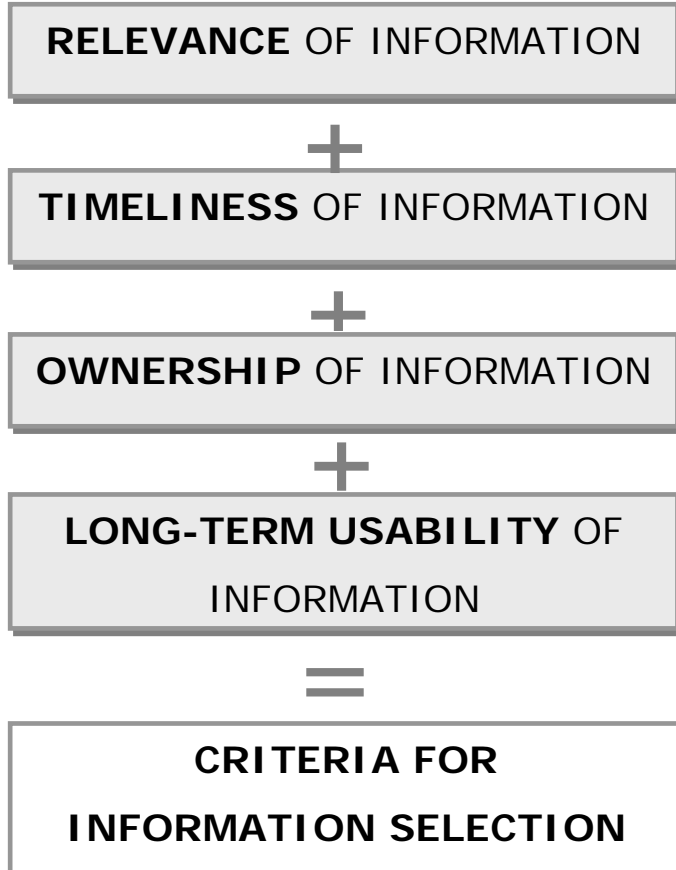 RELEVANCE OF INFORMATION
+
TIMELINESS OF INFORMATION
+
OWNERSHIP OF INFORMATION
+
LONG-TERM USABILITY OF
INFORMATION
=
CRITERIA FOR
INFORMATION SELECTION